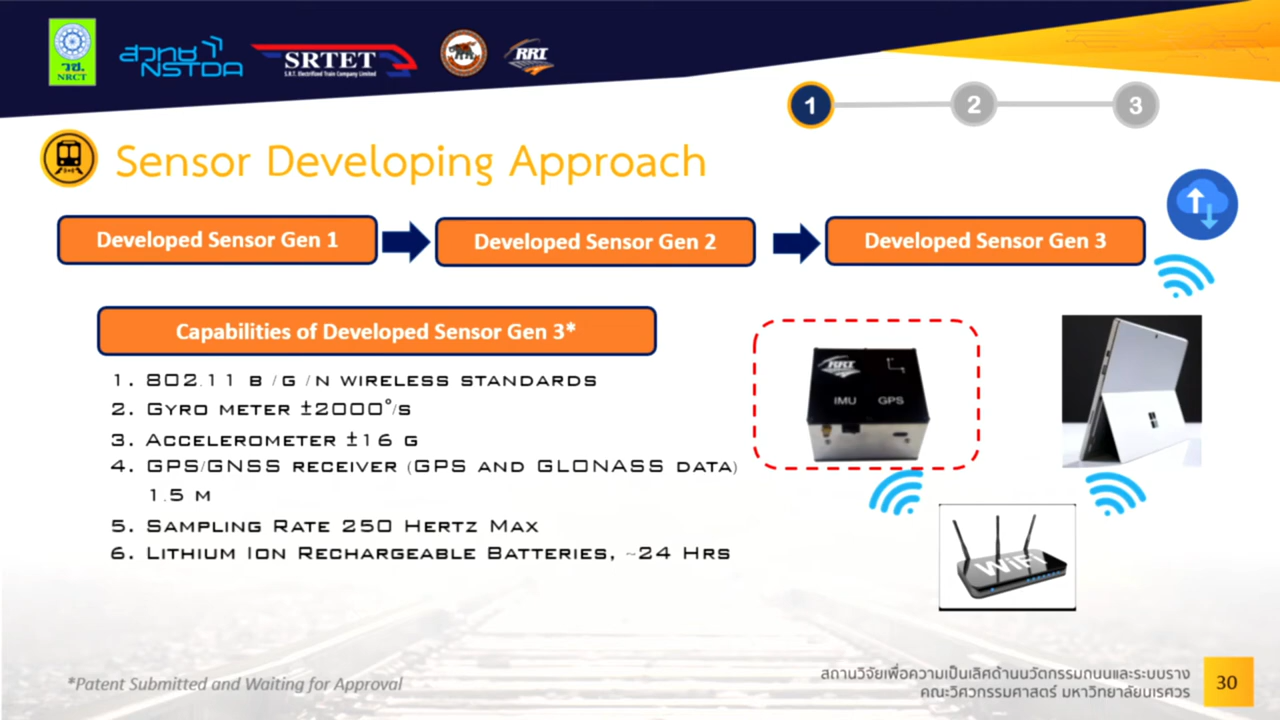 วช.
NRCT
สวทช
NSTDA
SRTET
S.R.T. Electrified Train Company Limited
RRI
1
2
3
Sensor Developing Approach
Developed Sensor Gen 1
Developed Sensor Gen 2
Developed Sensor Gen 3
Capabilities of Developed Sensor Gen 3*
1. 802.11 b /g /n wireless standards
2. Gyro meter ±2000°/s
3. Accelerometer ±16 g
4. GPS/GNSS receiver (GPS and GLONASS data)
1.5 m
5. Sampling Rate 250 Hertz Max
6. Lithium Ion Rechargeable Batteries, ~24 Hrs
RRI
IMU GPS
WiFi
*Patent Submitted and Waiting for Approval
สถานวิจัยเพื่อความเป็นเลิศด้านนวัตกรรมถนนและระบบราง
คณะวิศวกรรมศาสตร์ มหาวิทยาลัยนเรศวร
30